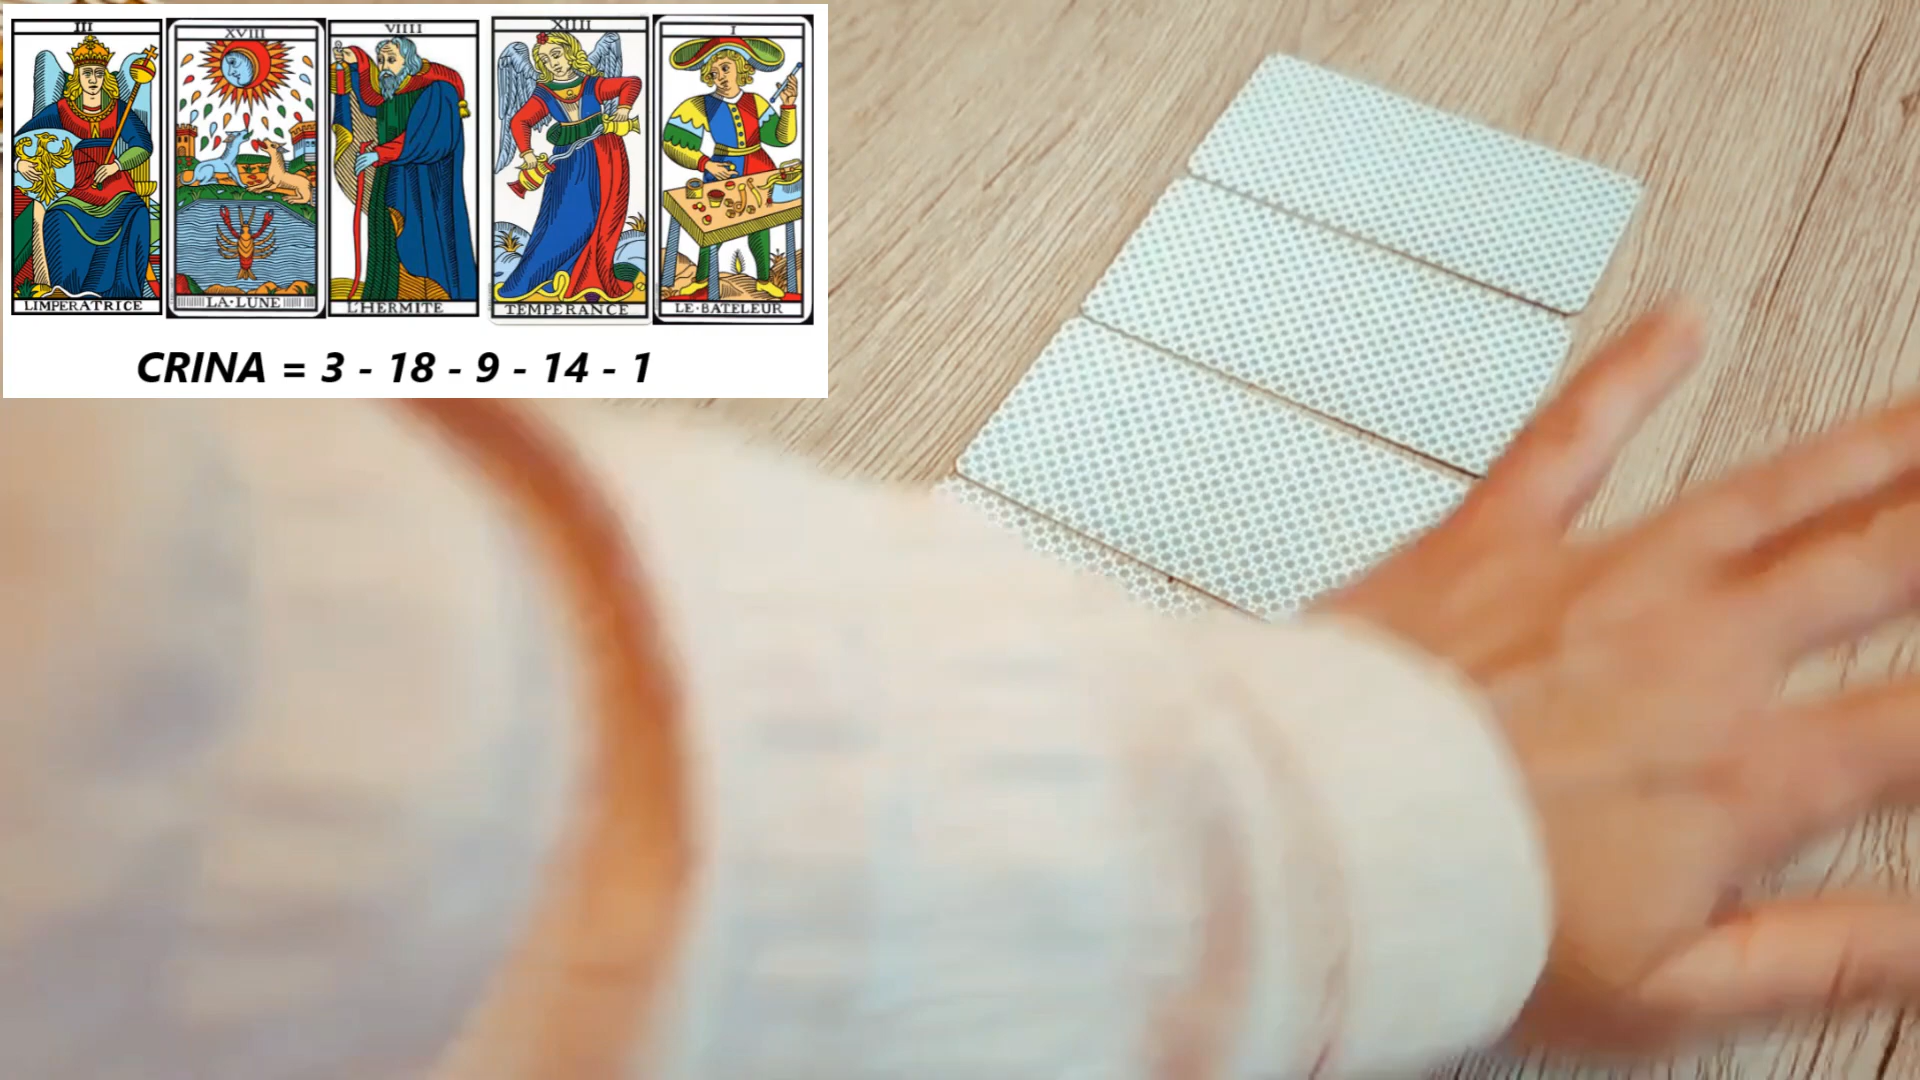 III
XVIII
VIIII
XIIII
I
LIMPERATRICE
LA·LUNE
L'HERMITE
TEMPERANCE
LE·BATELEUR
CRINA = 3 - 18 - 9 - 14 - 1